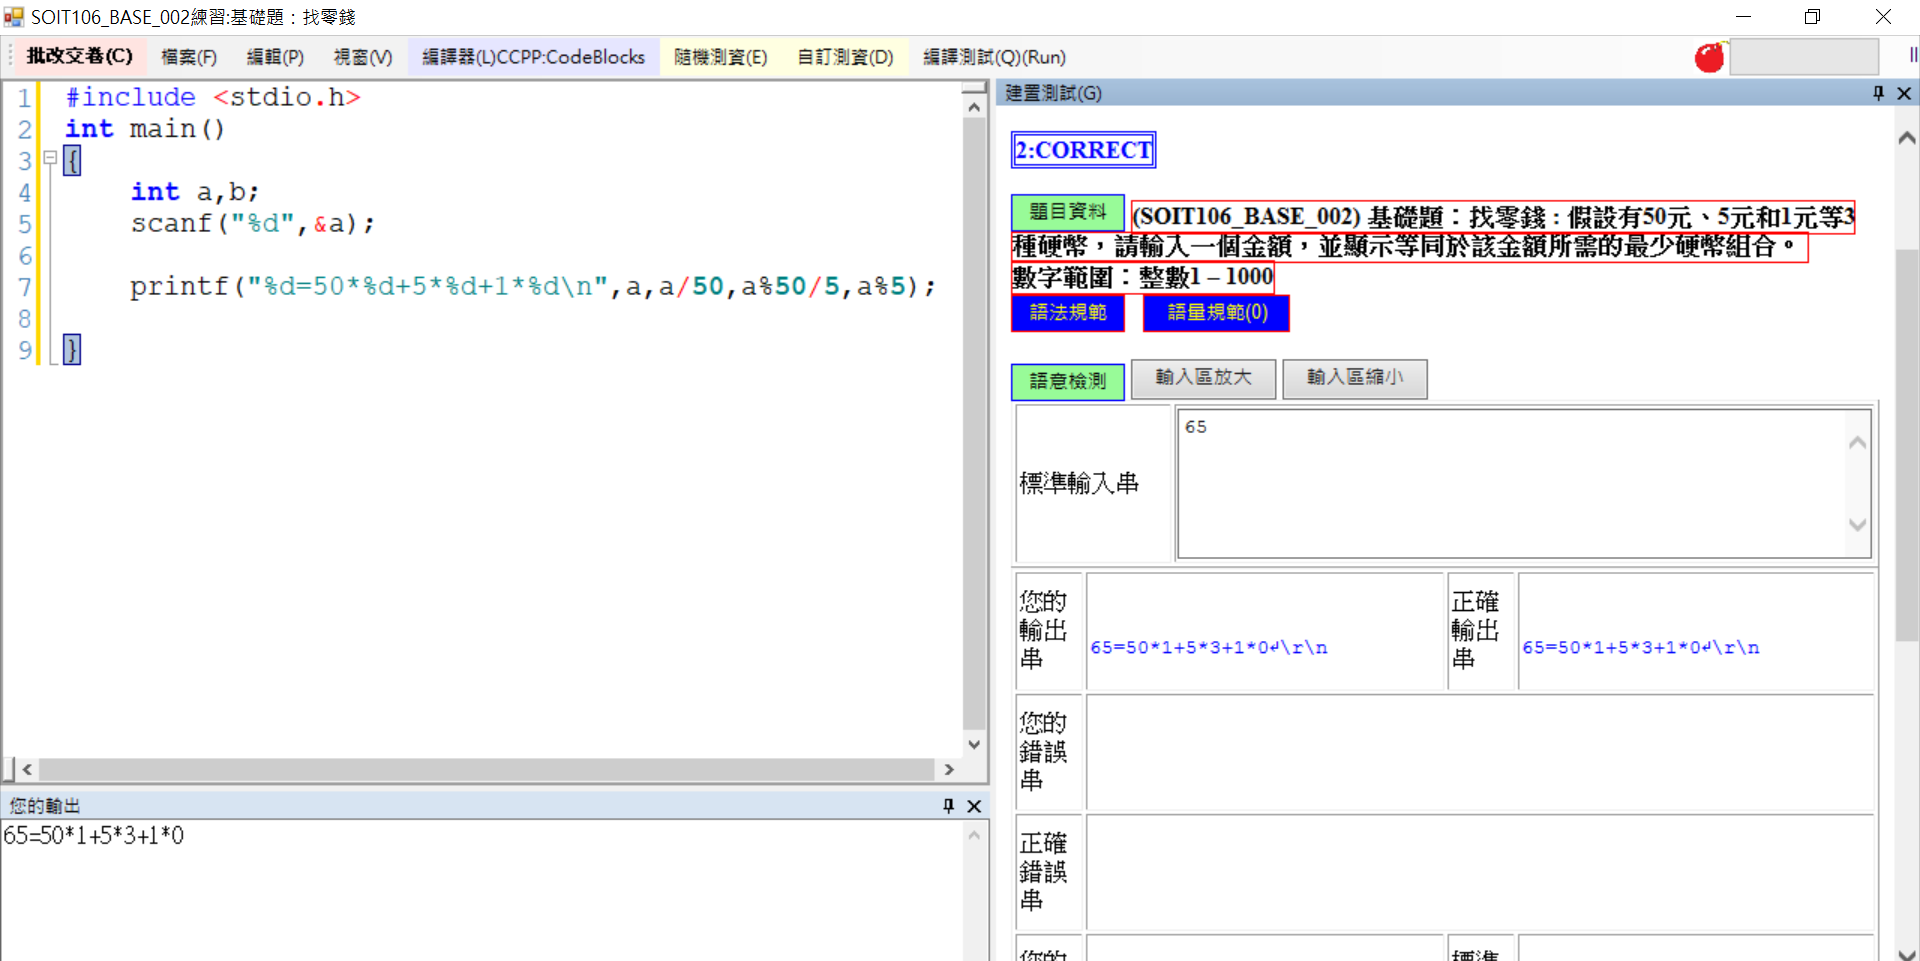 SOIT106_BASE_002練習:基礎題：找零錢
批改交卷(C) 檔案(F) 編輯(P) 視窗(V) 編譯器(L)CCPP:CodeBlocks 隨機測資(E) 自訂測資(D) 編譯測試(Q)(Run)
1 #include <stdio.h>
2 int main()
3 {
4 int a,b;
5 scanf("%d",&a);
6
7 printf("%d=50*%d+5*%d+1*%d\n",a,a/50,a%50/5,a%5);
8
9 }
您的輸出
65=50*1+5*3+1*0
建置測試(G)
2:CORRECT
題目資料 (SOIT106_BASE_002) 基礎題：找零錢 : 假設有50元、5元和1元等3
種硬幣，請輸入一個金額，並顯示等同於該金額所需的最少硬幣組合。
數字範圍：整數1 – 1000
語法規範 語量規範(0)
語意檢測 輸入區放大 輸入區縮小
標準輸入串 65
您的
輸出
串
65=50*1+5*3+1*0↲\r\n
正確
輸出
串
65=50*1+5*3+1*0↲\r\n
您的
錯誤
串
正確
錯誤
串
您的 標準